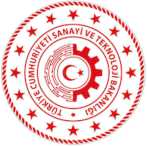 TÜRKİYE CUMHURİYETİ SANAYİ VE TEKNOLOJİ BAKANLIĞI